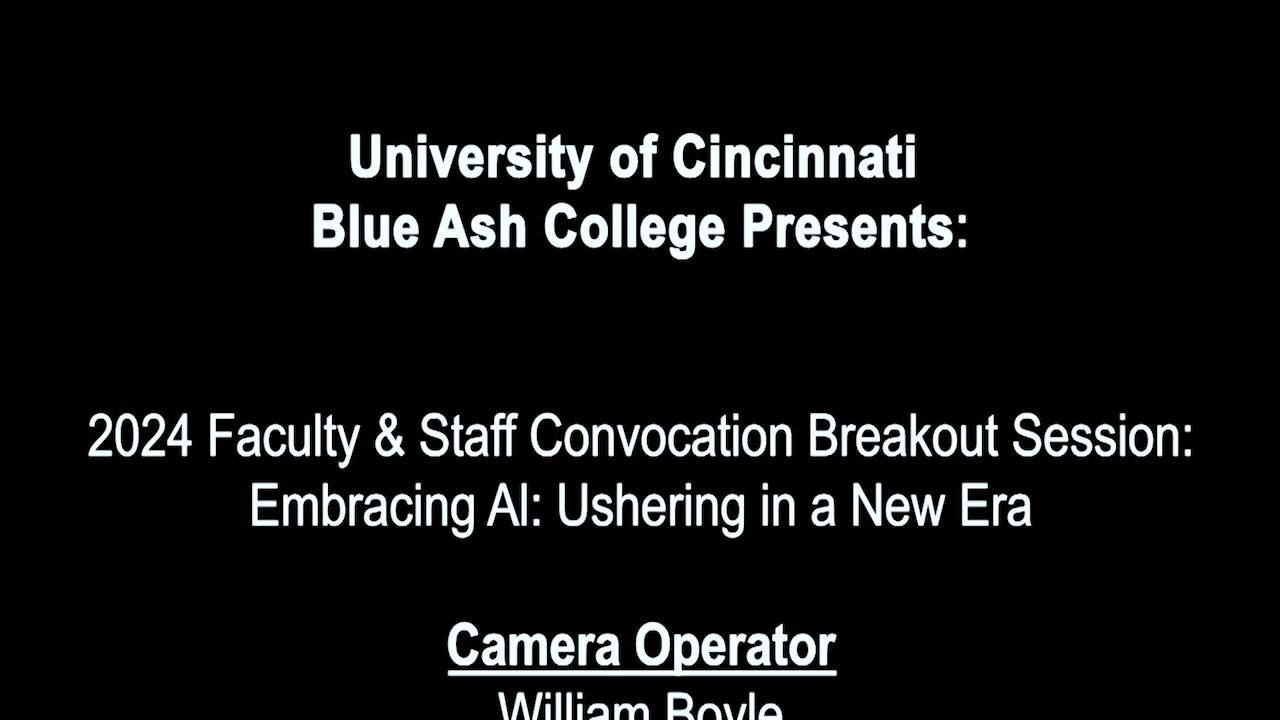 University of Cincinnati
Blue Ash College Presents:
2024 Faculty & Staff Convocation Breakout Session:
Embracing AI: Ushering in a New Era
Camera Operator
William Boyle